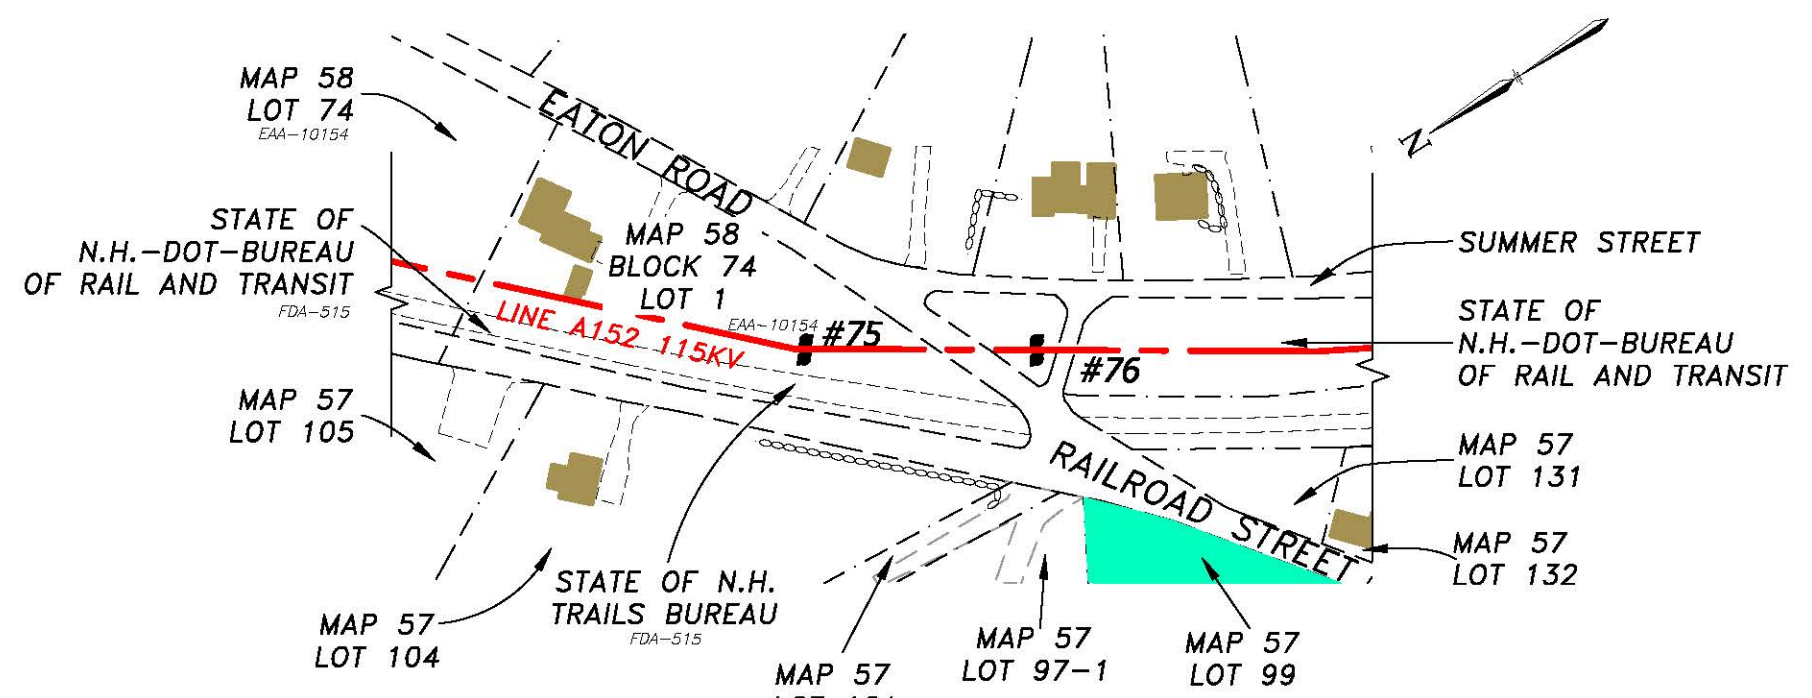 MAP 58
LOT 74
EAA-10154
EATON ROAD
N
STATE OF
N.H.-DOT-BUREAU
OF RAIL AND TRANSIT
FDA-515
MAP 58
BLOCK 74
LOT 1
EAA-10154
SUMMER STREET
LINE A152 115KV
#75
#76
STATE OF
N.H.-DOT-BUREAU
OF RAIL AND TRANSIT
MAP 57
LOT 105
RAILROAD STREET
MAP 57
LOT 131
MAP 57
LOT 132
STATE OF N.H.
TRAILS BUREAU
FDA-515
MAP 57
LOT 104
MAP 57
LOT 97-1
MAP 57
LOT 99
MAP 57
LOT